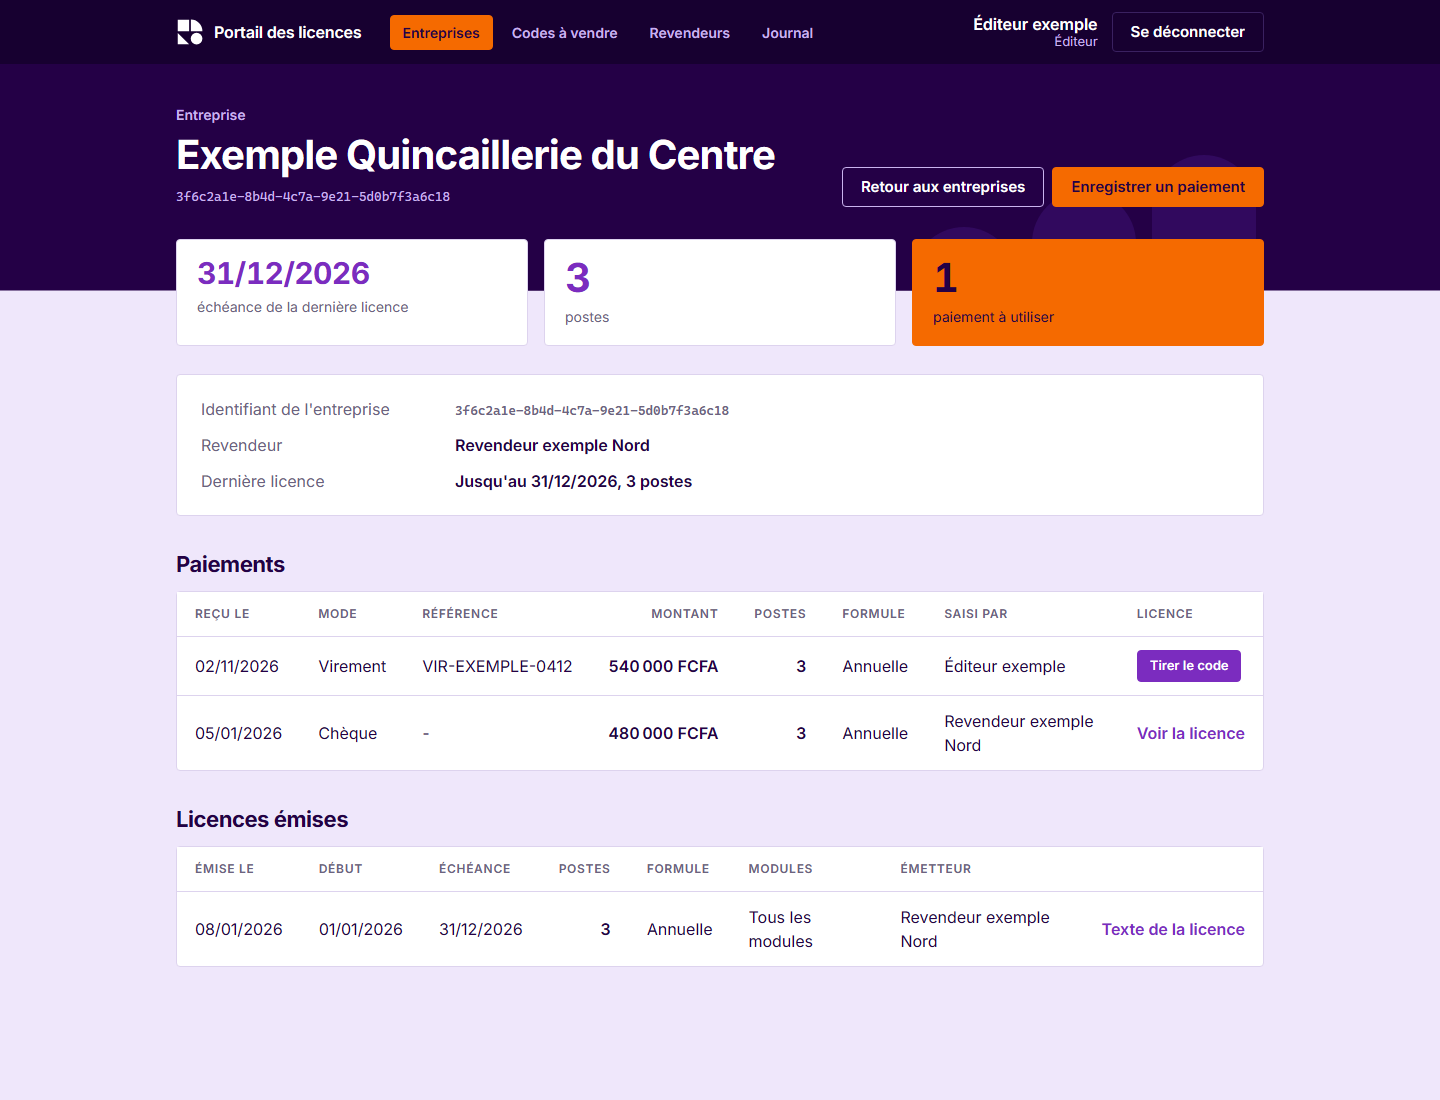 Portail des licences
Entreprises
Codes à vendre
Revendeurs
Journal
Éditeur exemple
Éditeur
Se déconnecter
Entreprise
Exemple Quincaillerie du Centre
3f6c2a1e-8b4d-4c7a-9e21-5d0b7f3a6c18
Retour aux entreprises
Enregistrer un paiement
31/12/2026
échéance de la dernière licence
3
postes
1
paiement à utiliser
Identifiant de l'entreprise 3f6c2a1e-8b4d-4c7a-9e21-5d0b7f3a6c18
Revendeur Revendeur exemple Nord
Dernière licence Jusqu'au 31/12/2026, 3 postes
Paiements
REÇU LE MODE RÉFÉRENCE MONTANT POSTES FORMULE SAISI PAR LICENCE
02/11/2026 Virement VIR-EXEMPLE-0412 540 000 FCFA 3 Annuelle Éditeur exemple Tirer le code
05/01/2026 Chèque - 480 000 FCFA 3 Annuelle Revendeur exemple Nord Voir la licence
Licences émises
ÉMISE LE DÉBUT ÉCHÉANCE POSTES FORMULE MODULES ÉMETTEUR
08/01/2026 01/01/2026 31/12/2026 3 Annuelle Tous les modules Revendeur exemple Nord Texte de la licence